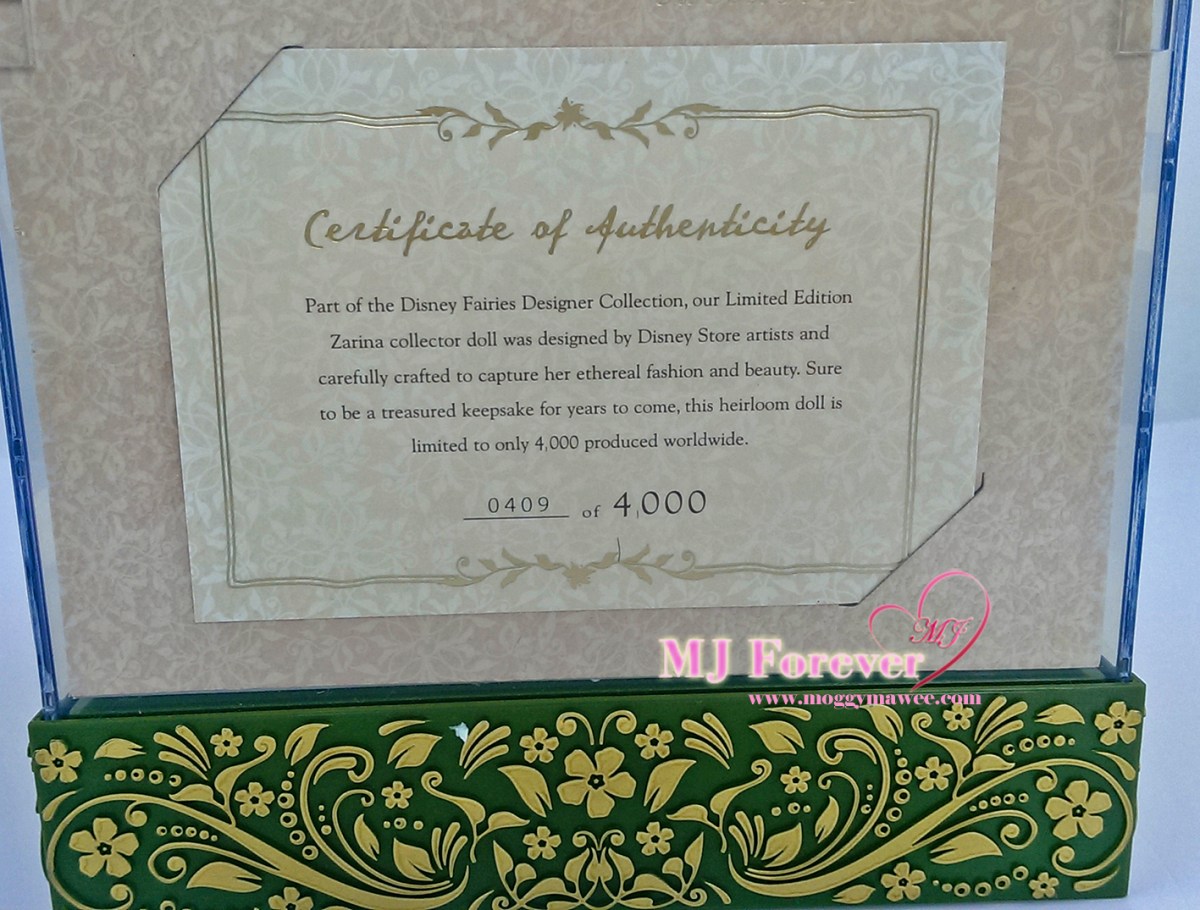 Certificate of Authenticity
Part of the Disney Fairies Designer Collection, our Limited Edition
Zarina collector doll was designed by Disney Store artists and
carefully crafted to capture her ethereal fashion and beauty. Sure
to be a treasured keepsake for years to come, this heirloom doll is
limited to only 4,000 produced worldwide.
0409 of 4,000
MJ
MJ Forever
www.moggymawee.com